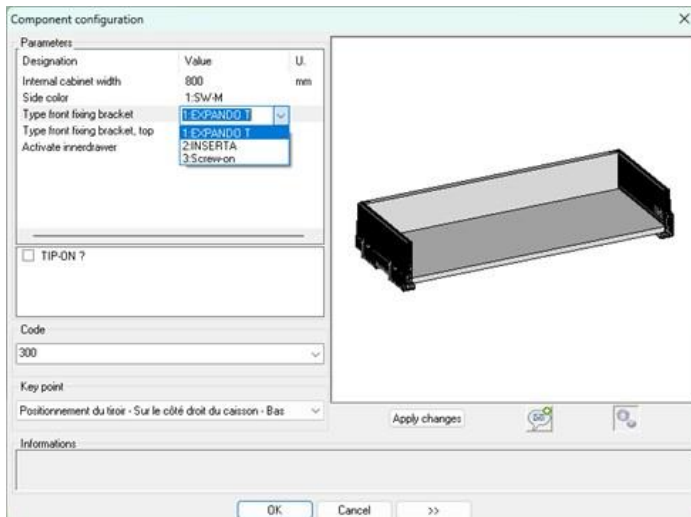 Component configuration
Parameters
Designation Value U.
Internal cabinet width 800 mm
Side color 1:SW-M
Type front fixing bracket 1:EXPANDO T
Type front fixing bracket, top 1:EXPANDO T
Activate innerdrawer 2:INSERTA
3:Screw-on
TIP-ON ?
Code
300
Key point
Positionnement du tiroir - Sur le côté droit du caisson - Bas
Apply changes
Informations
OK Cancel >>